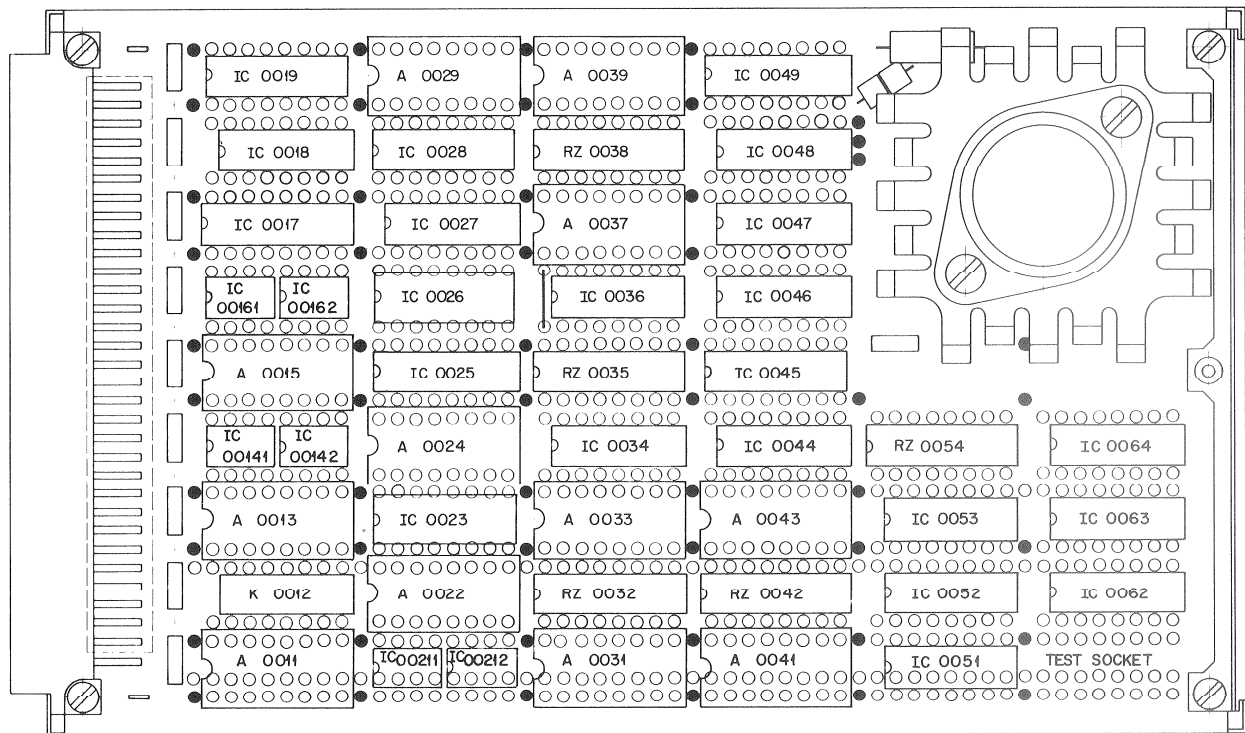 IC 0019 A 0029 A 0039 IC 0049
IC 0018 IC 0028 RZ 0038 IC 0048
IC 0017 IC 0027 A 0037 IC 0047
IC 00161 IC 00162 IC 0026 IC 0036 IC 0046
A 0015 IC 0025 RZ 0035 IC 0045
IC 00141 IC 00142 A 0024 IC 0034 IC 0044 RZ 0054 IC 0064
A 0013 IC 0023 A 0033 A 0043 IC 0053 IC 0063
K 0012 A 0022 RZ 0032 RZ 0042 IC 0052 IC 0062
A 0011 IC 00211 IC 00212 A 0031 A 0041 IC 0051 TEST SOCKET